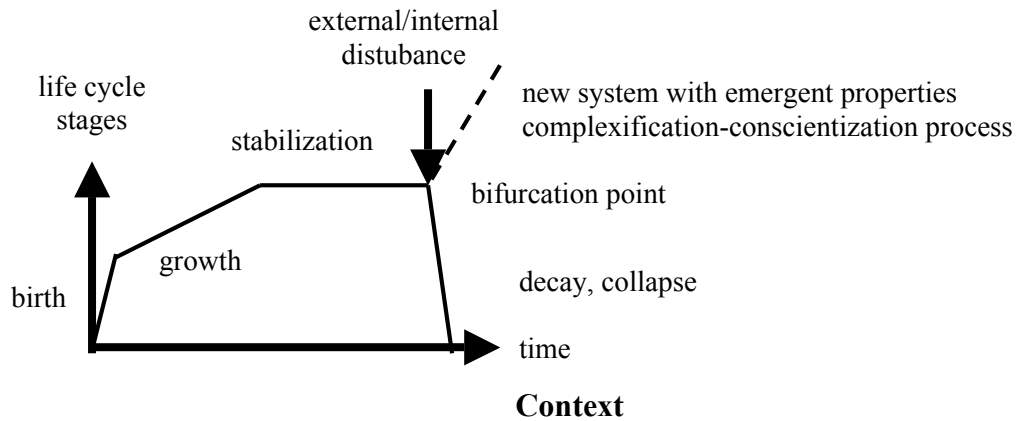 external/internal
distubance
life cycle
stages
new system with emergent properties
complexification-conscientization process
stabilization
bifurcation point
growth
birth
decay, collapse
time
Context